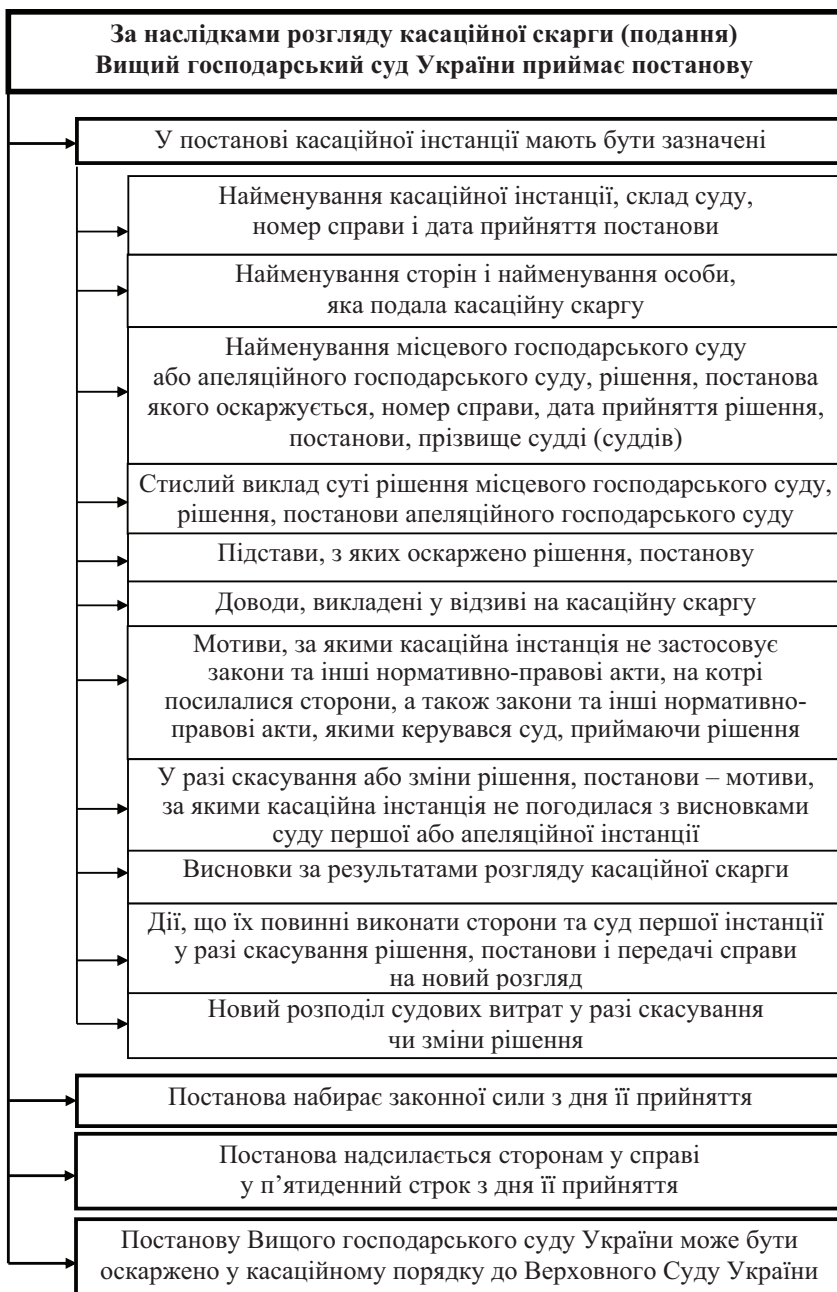 За наслідками розгляду касаційної скарги (подання)
Вищий господарський суд України приймає постанову
У постанові касаційної інстанції мають бути зазначені
Найменування касаційної інстанції, склад суду,
номер справи і дата прийняття постанови
Найменування сторін і найменування особи,
яка подала касаційну скаргу
Найменування місцевого господарського суду
або апеляційного господарського суду, рішення, постанова
якого оскаржується, номер справи, дата прийняття рішення,
постанови, прізвище судді (суддів)
Стислий виклад суті рішення місцевого господарського суду,
рішення, постанови апеляційного господарського суду
Підстави, з яких оскаржено рішення, постанову
Доводи, викладені у відзиві на касаційну скаргу
Мотиви, за якими касаційна інстанція не застосовує
закони та інші нормативно-правові акти, на котрі
посилалися сторони, а також закони та інші нормативно-
правові акти, якими керувався суд, приймаючи рішення
У разі скасування або зміни рішення, постанови – мотиви,
за якими касаційна інстанція не погодилася з висновками
суду першої або апеляційної інстанції
Висновки за результатами розгляду касаційної скарги
Дії, що їх повинні виконати сторони та суд першої інстанції
у разі скасування рішення, постанови і передачі справи
на новий розгляд
Новий розподіл судових витрат у разі скасування
чи зміни рішення
Постанова набирає законної сили з дня її прийняття
Постанова надсилається сторонам у справі
у п’ятиденний строк з дня її прийняття
Постанову Вищого господарського суду України може бути
оскаржено у касаційному порядку до Верховного Суду України